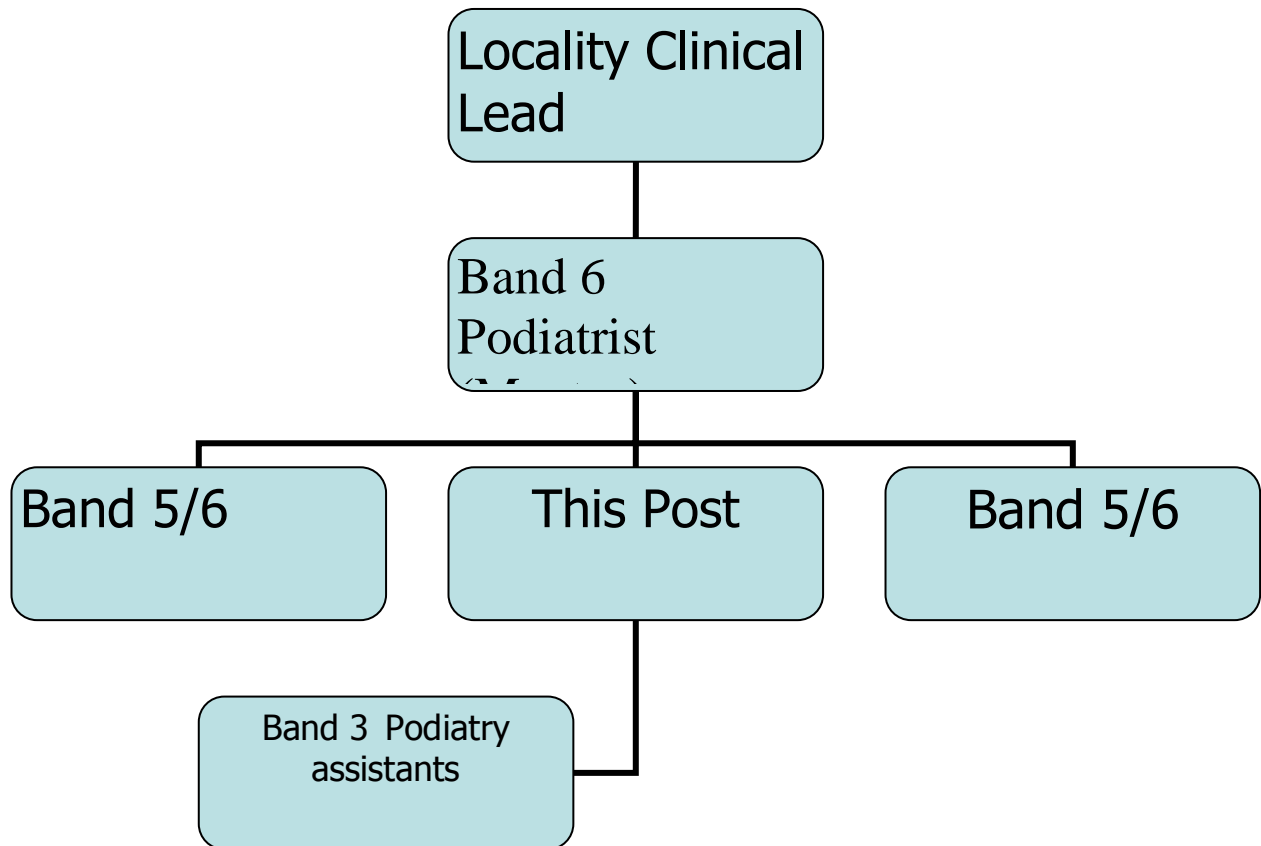 Locality Clinical
Lead
Band 6
Podiatrist
Band 5/6
This Post
Band 5/6
Band 3 Podiatry
assistants